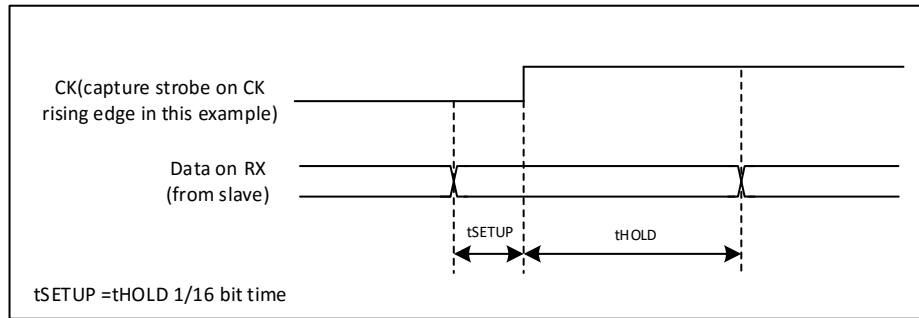 CK(capture strobe on CK
rising edge in this example)
Data on RX
(from slave)
tSETUP
tHOLD
tSETUP =tHOLD 1/16 bit time